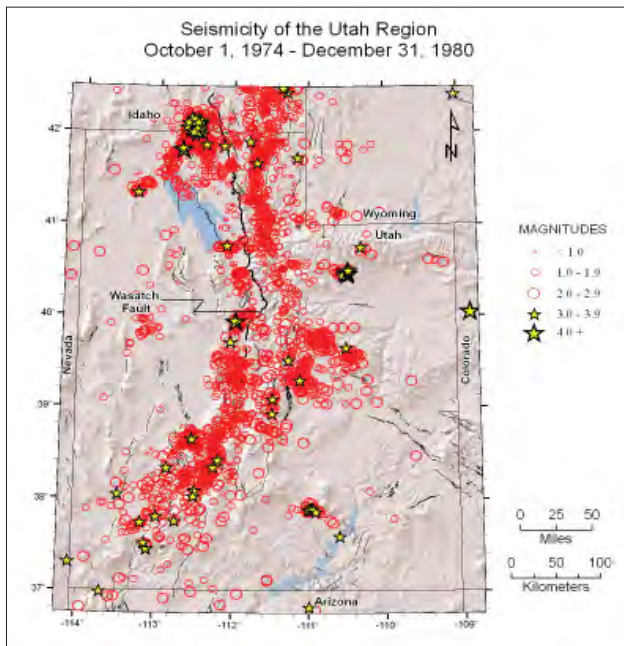 Seismicity of the Utah Region
October 1, 1974 - December 31, 1980
Idaho
42°
41°
40°
39°
38°
37°
Wyoming
Utah
Wasatch
Fault
Nevada
Colorado
Arizona
-114°
-113°
-112°
-111°
-110°
-109°
N
MAGNITUDES
< 1.0
1.0 - 1.9
2.0 - 2.9
3.0 - 3.9
4.0 +
0 25 50
Miles
0 50 100
Kilometers